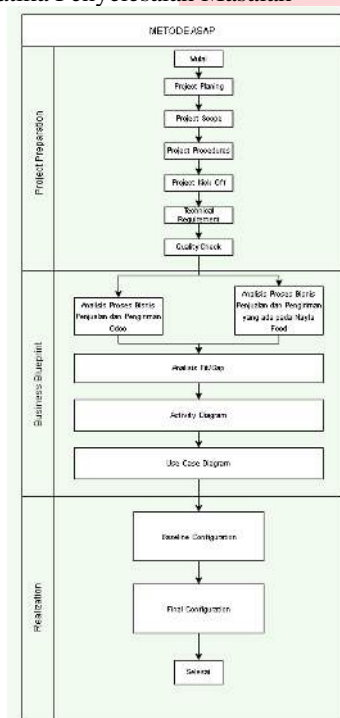 METODE ASAP
Project Preparation
Mulai
Project Planing
Project Scope
Project Procedures
Project Kick Off
Technical
Requirement
Quality Check
Business Blueprint
Analisis Proses Bisnis
Penjualan dan Pengiriman
Odoo
Analisis Proses Bisnis
Penjualan dan Pengiriman
yang ada pada Nayla
Food
Analisis Fit/Gap
Activity Diagram
Use Case Diagram
Realization
Baseline Configuration
Final Configuration
Selesai